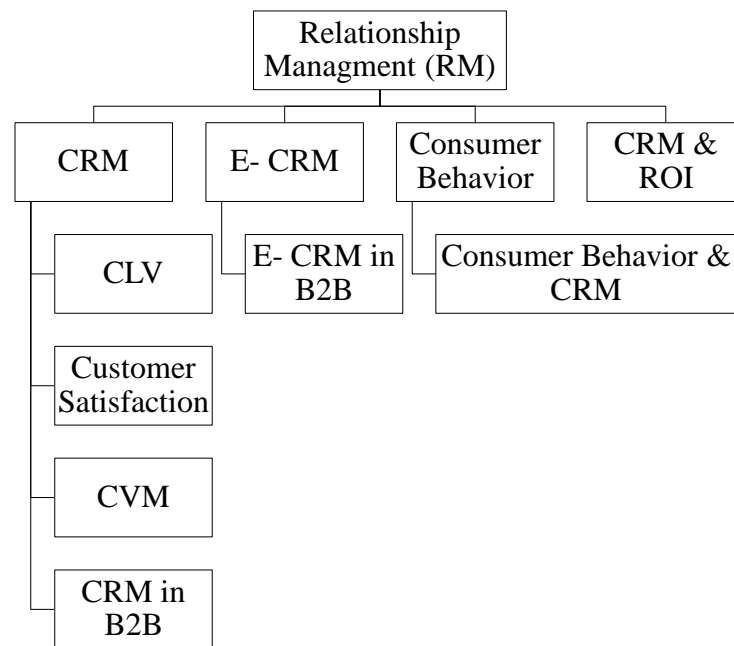 Relationship
Managment (RM)
CRM
E- CRM
Consumer
Behavior
CRM &
ROI
CLV
E- CRM in
B2B
Consumer Behavior &
CRM
Customer
Satisfaction
CVM
CRM in
B2B